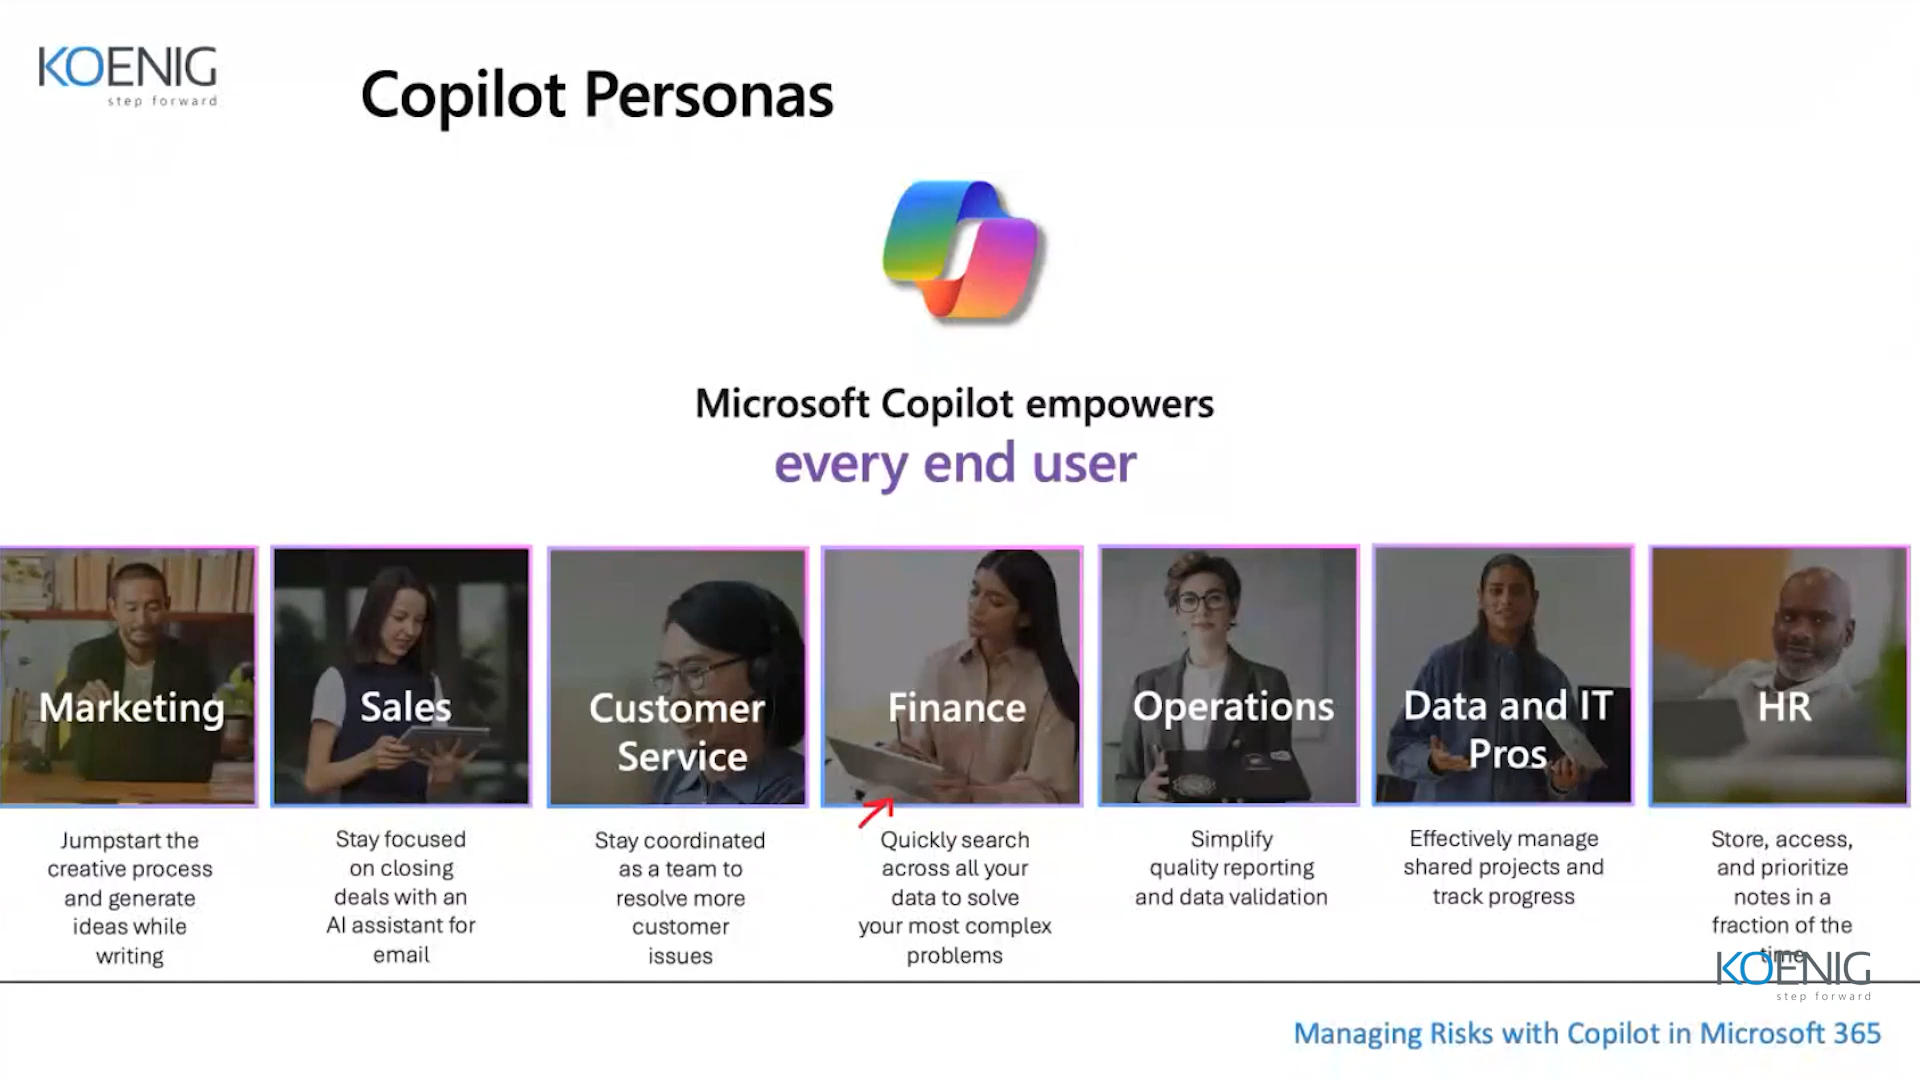 KOENIG
step forward
Copilot Personas
Microsoft Copilot empowers
every end user
Marketing
Jumpstart the
creative process
and generate
ideas while
writing
Sales
Stay focused
on closing
deals with an
AI assistant for
email
Customer
Service
Stay coordinated
as a team to
resolve more
customer
issues
Finance
Quickly search
across all your
data to solve
your most complex
problems
Operations
Simplify
quality reporting
and data validation
Data and IT
Pros
Effectively manage
shared projects and
track progress
HR
Store, access,
and prioritize
notes in a
fraction of the
time
KOENIG
step forward
Managing Risks with Copilot in Microsoft 365